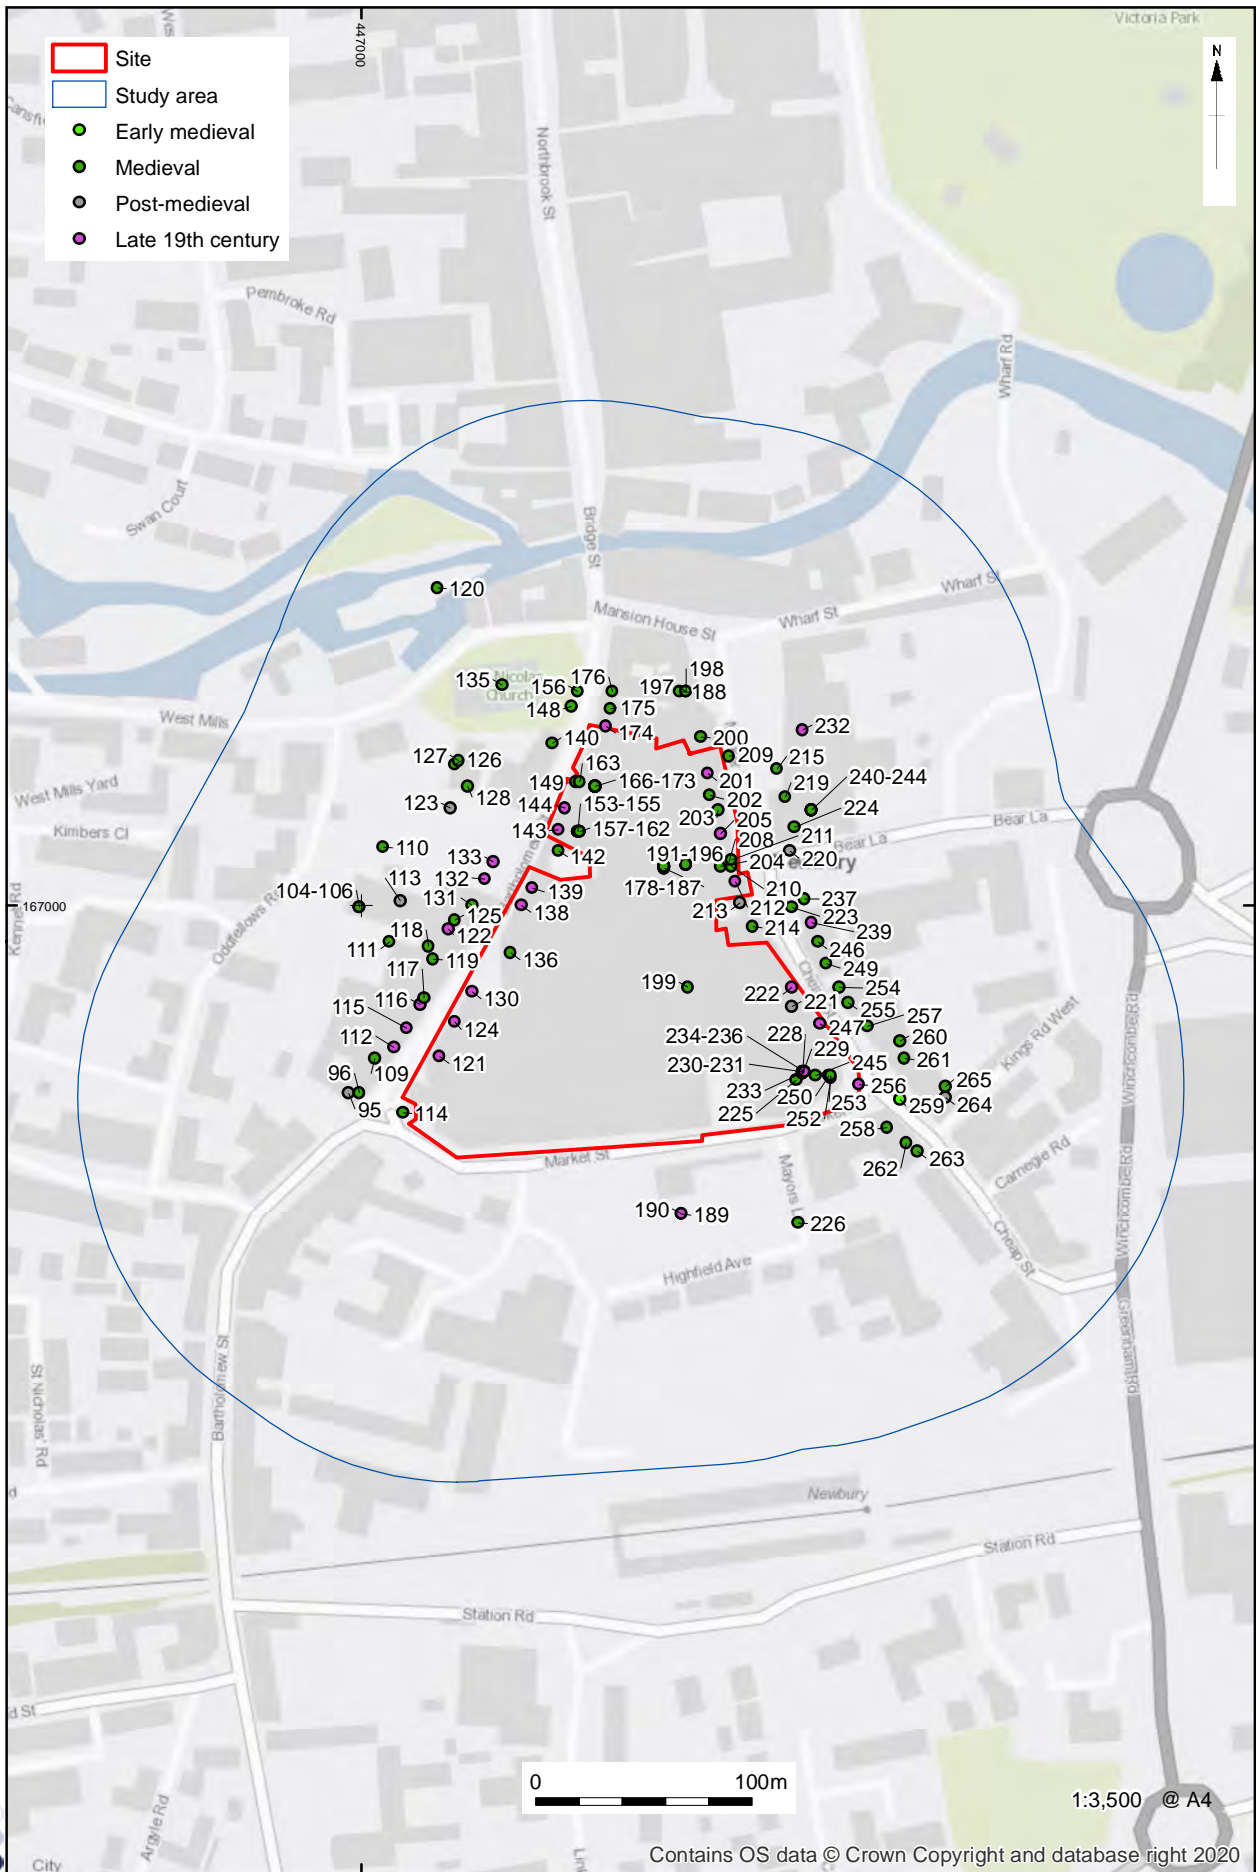 Victoria Park
447000
N
Site
Study area
Early medieval
Medieval
Post-medieval
Late 19th century
Northbrook St
Pembroke Rd
Wharf Rd
Swan Court
Bridge St
120
Wharf St
Mansion House St
Wharf St
198
135
156
176
197
188
148
175
West Mills
174
232
140
200
209
127
126
163
215
201
149
166-173
219
240-244
128
202
West Mills Yard
123
144
153-155
203
224
205
Kimbers Cl
143
157-162
208
211
Bear La
Bear La
110
142
191-196
204
220
133
178-187
210
132
139
237
104-106
113
131
138
213
212
223
167000
125
239
118
122
214
246
Kennet Rd
Oddfellows Rd
111
119
136
249
117
199
254
130
222
116
221
255
115
124
247
257
234-236
228
Kings Rd West
112
229
260
121
230-231
245
261
96
109
233
256
265
95
225
250
259
264
114
252
253
258
Winchcombe Rd
Winchcombe Rd
262
263
Carnegie Rd
Market St
Mayors L
190
189
226
Cheap St
Highfield Ave
Greenham Rd
Bartholomew St
St Nicholas' Rd
Newbury
Station Rd
Station Rd
d St
0
100m
1:3,500 @ A4
Argyle Rd
City
Contains OS data © Crown Copyright and database right 2020